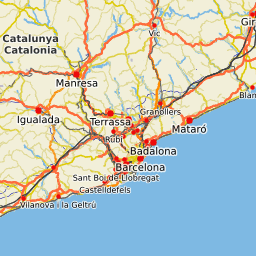 Gir
Vic
Catalunya
Catalonia
Manresa
Blan
Granollers
Igualada
Terrassa
Mataró
Rubí
Badalona
Barcelona
Sant Boi de Llobregat
Castelldefels
Vilanova i la Geltrú